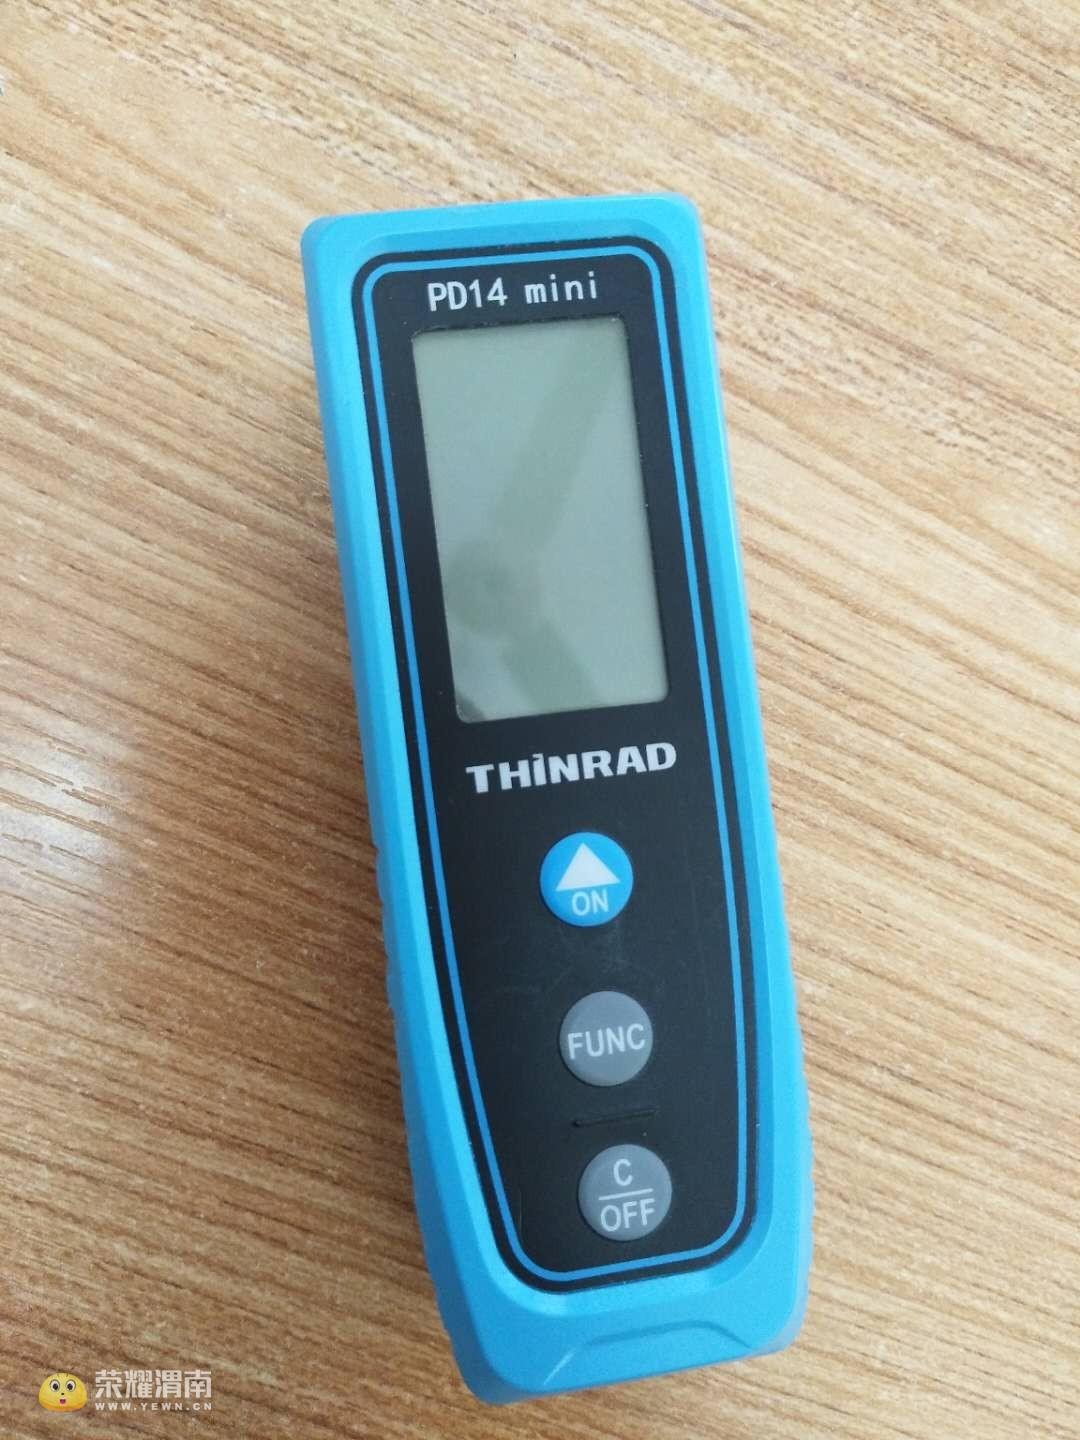 PD14 mini
THINRAD
ON
FUNC
C
OFF
荣耀渭南
WWW.YEWN.CN